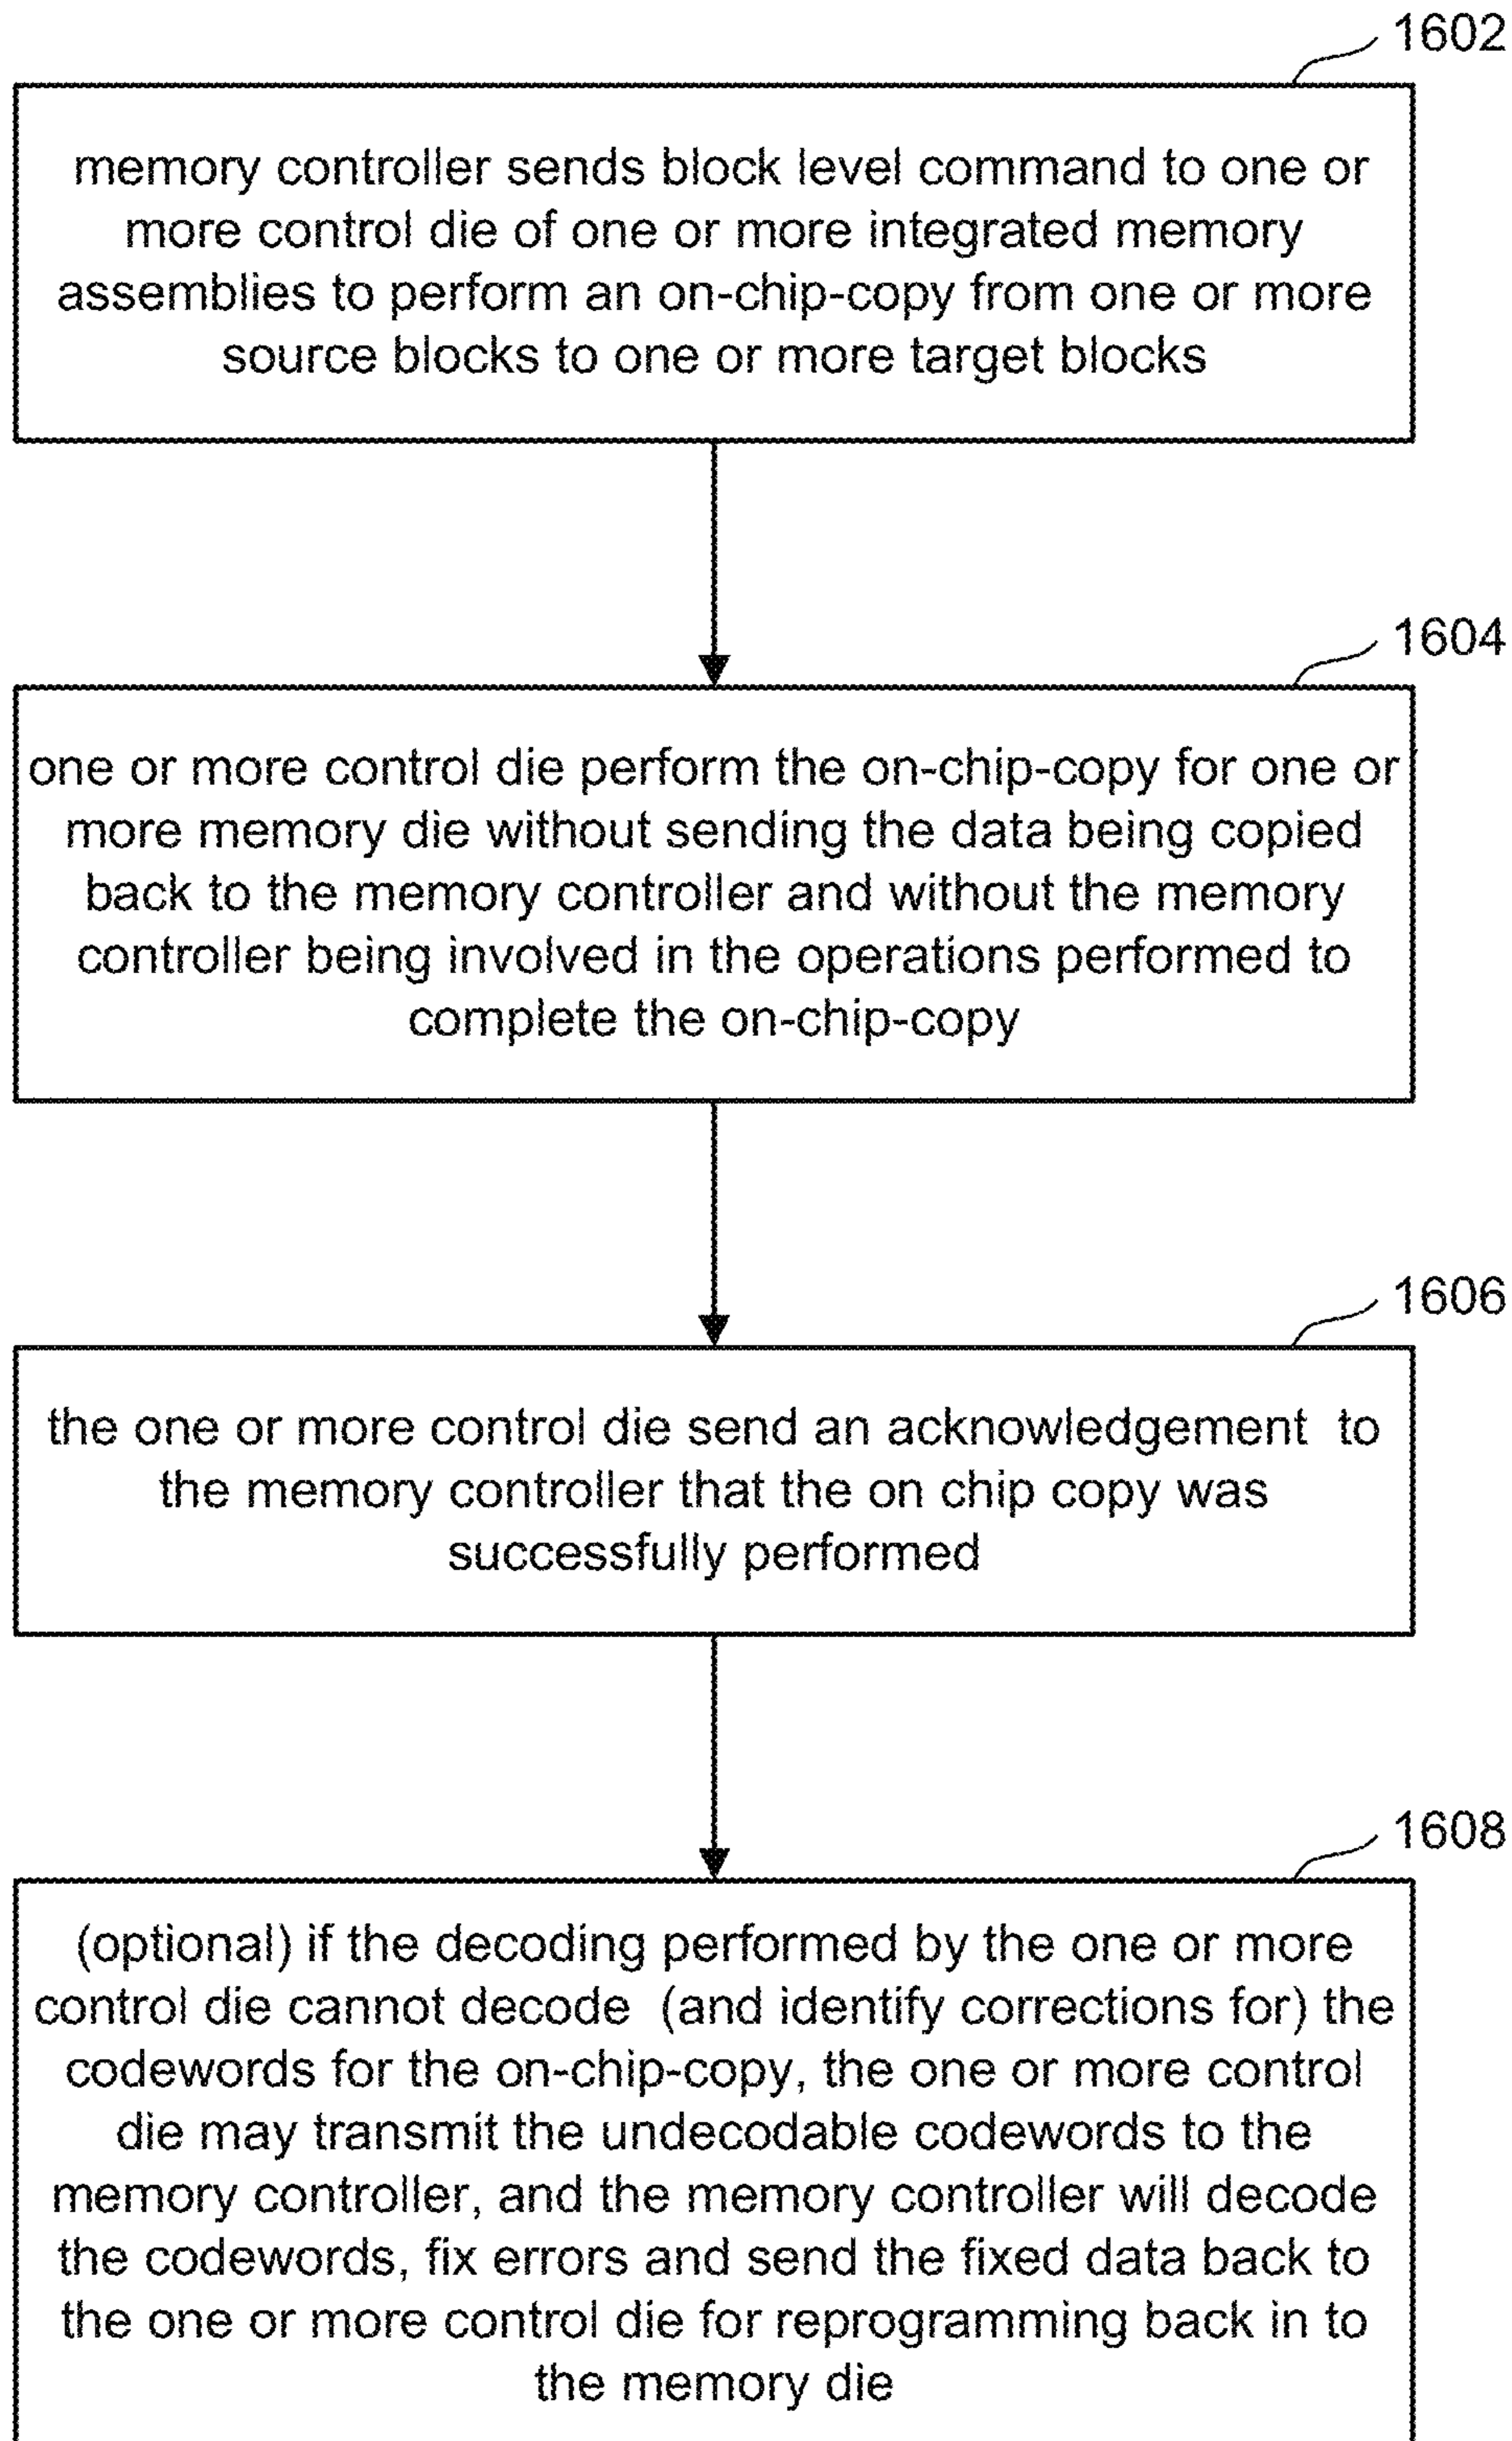 1602
memory controller sends block level command to one or
more control die of one or more integrated memory
assemblies to perform an on-chip-copy from one or more
source blocks to one or more target blocks
1604
one or more control die perform the on-chip-copy for one or
more memory die without sending the data being copied
back to the memory controller and without the memory
controller being involved in the operations performed to
complete the on-chip-copy
1606
the one or more control die send an acknowledgement  to
the memory controller that the on chip copy was
successfully performed
1608
(optional) if the decoding performed by the one or more
control die cannot decode  (and identify corrections for) the
codewords for the on-chip-copy, the one or more control
die may transmit the undecodable codewords to the
memory controller, and the memory controller will decode
the codewords, fix errors and send the fixed data back to
the one or more control die for reprogramming back in to
the memory die